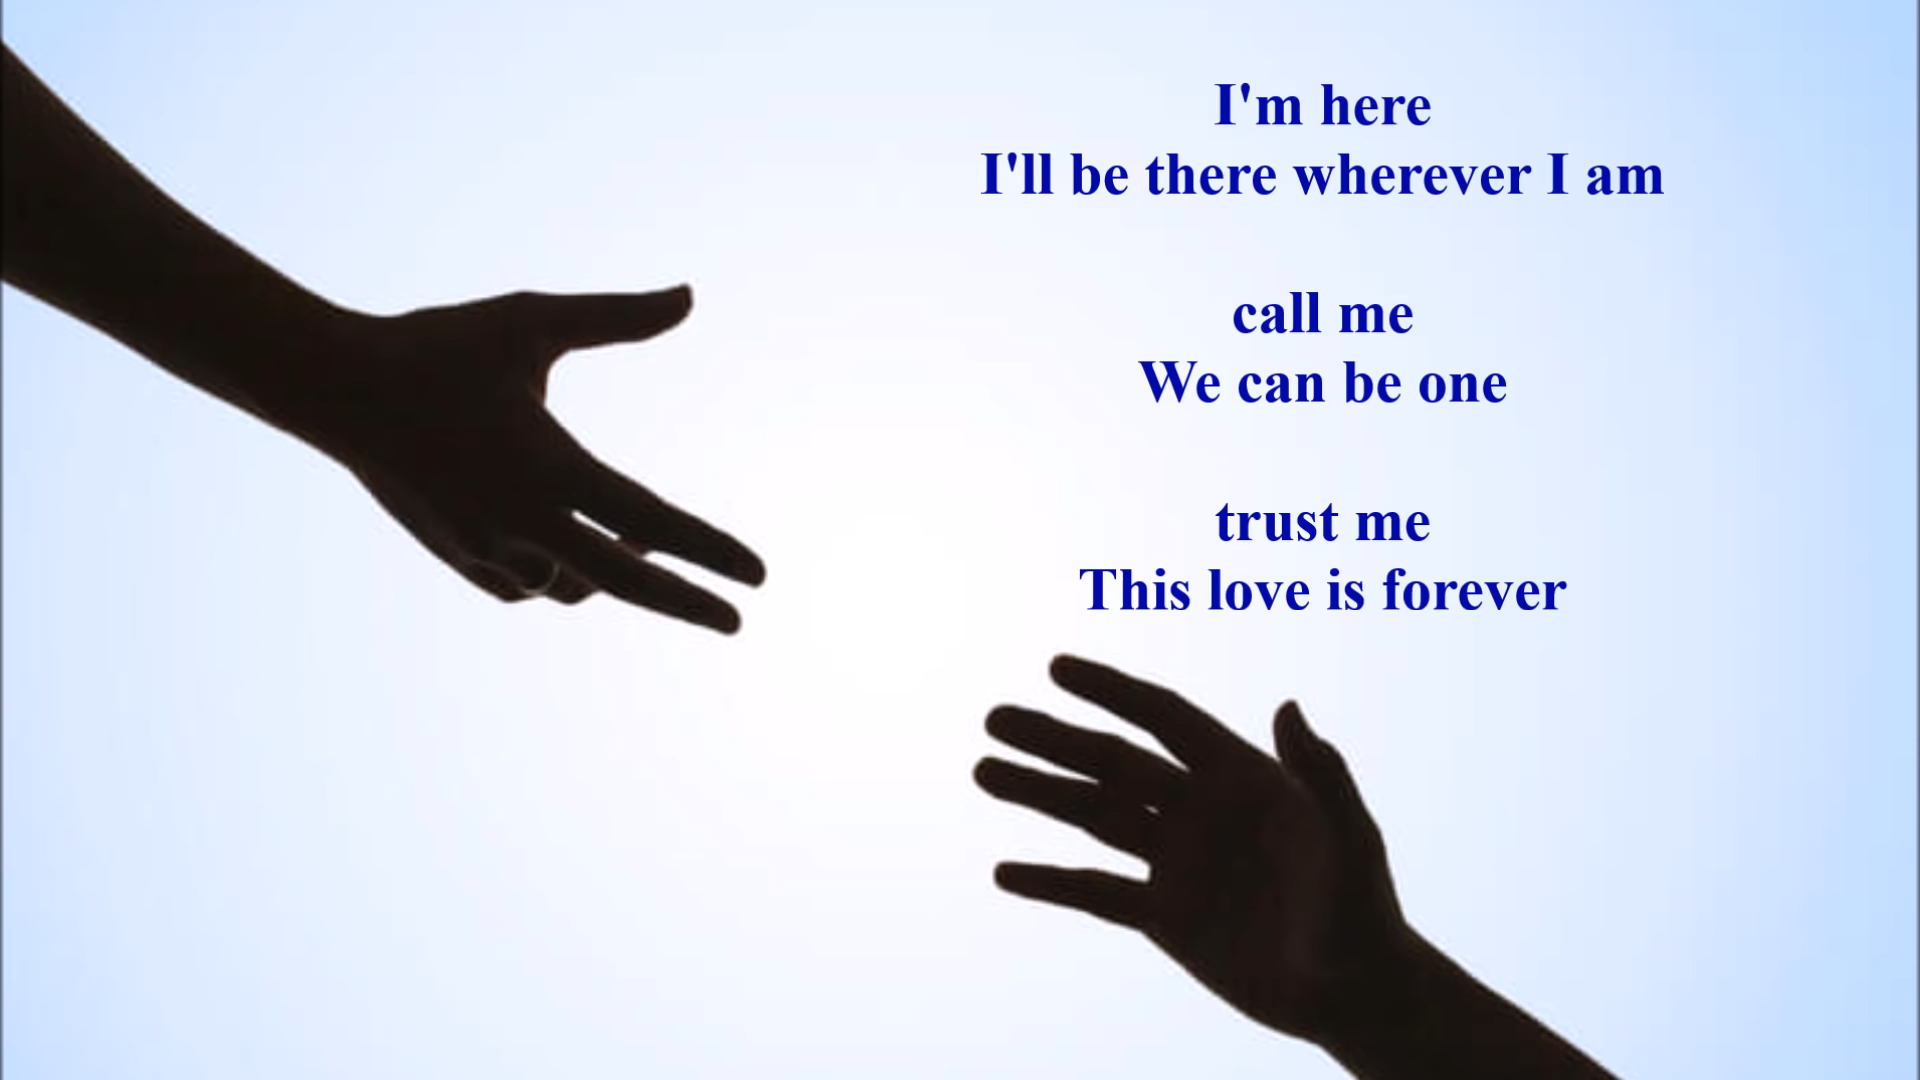 I'm here
I'll be there wherever I am
call me
We can be one
trust me
This love is forever